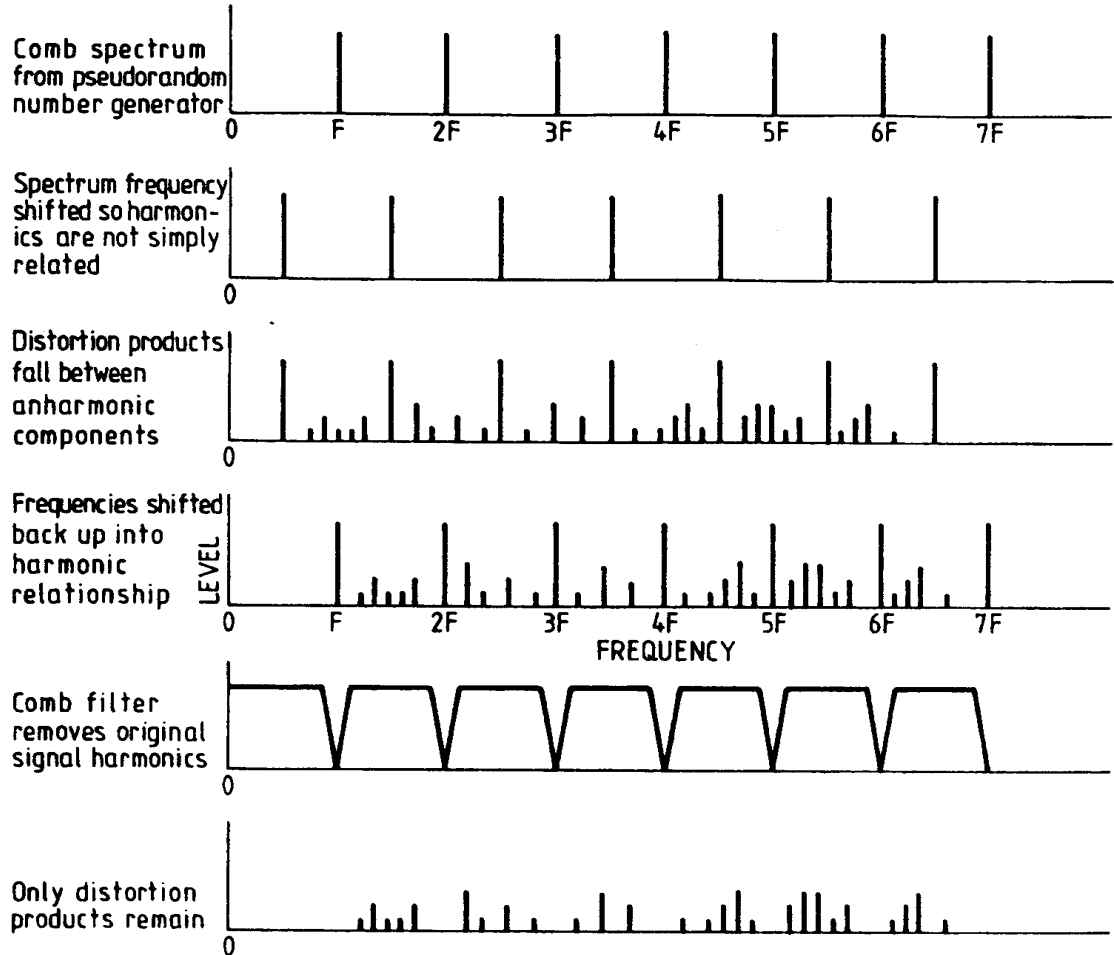 Comb spectrum
from pseudorandom
number generator
0 F 2F 3F 4F 5F 6F 7F
Spectrum frequency
shifted so harmon-
ics are not simply
related
0
Distortion products
fall between
anharmonic
components
0
Frequencies shifted
back up into
harmonic
relationship
LEVEL
0 F 2F 3F 4F 5F 6F 7F
FREQUENCY
Comb filter
removes original
signal harmonics
0
Only distortion
products remain
0